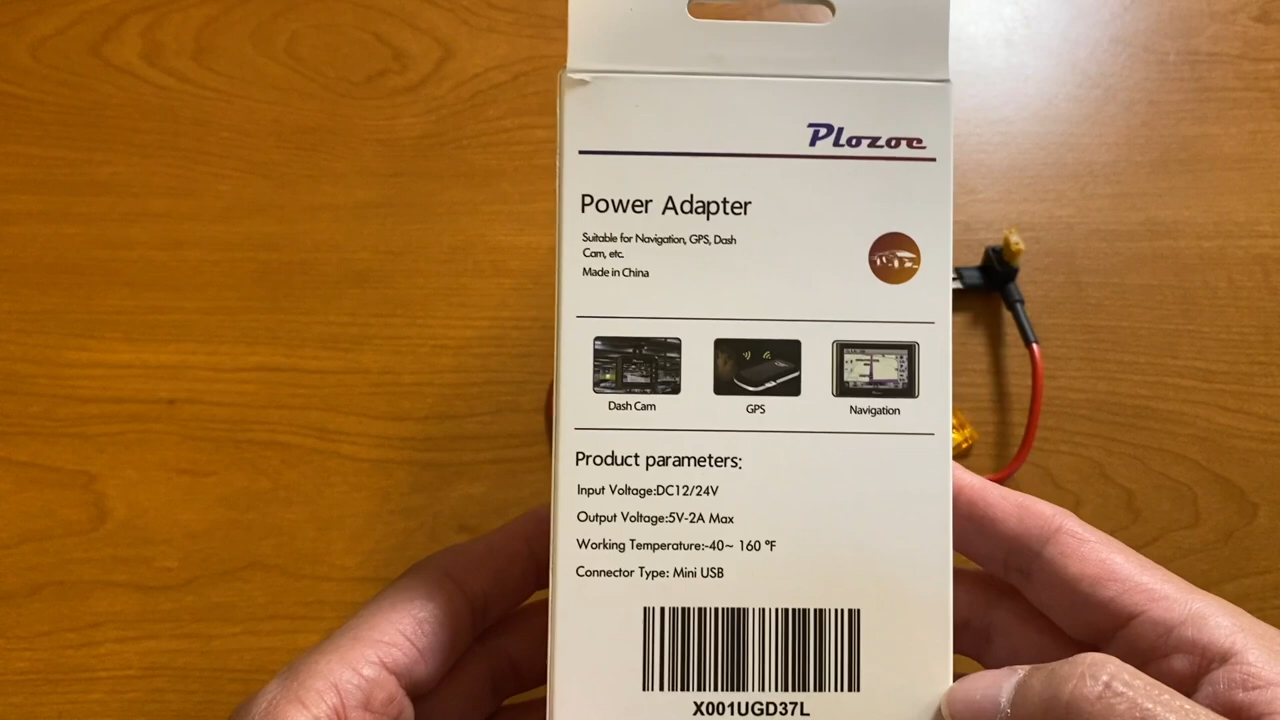 Plozoe
Power Adapter
Suitable for Navigation, GPS, Dash
Cam, etc.
Made in China
Dash Cam
GPS
Navigation
Product parameters:
Input Voltage:DC12/24V
Output Voltage:5V-2A Max
Working Temperature:-40~ 160 °F
Connector Type: Mini USB
X001UGD37L